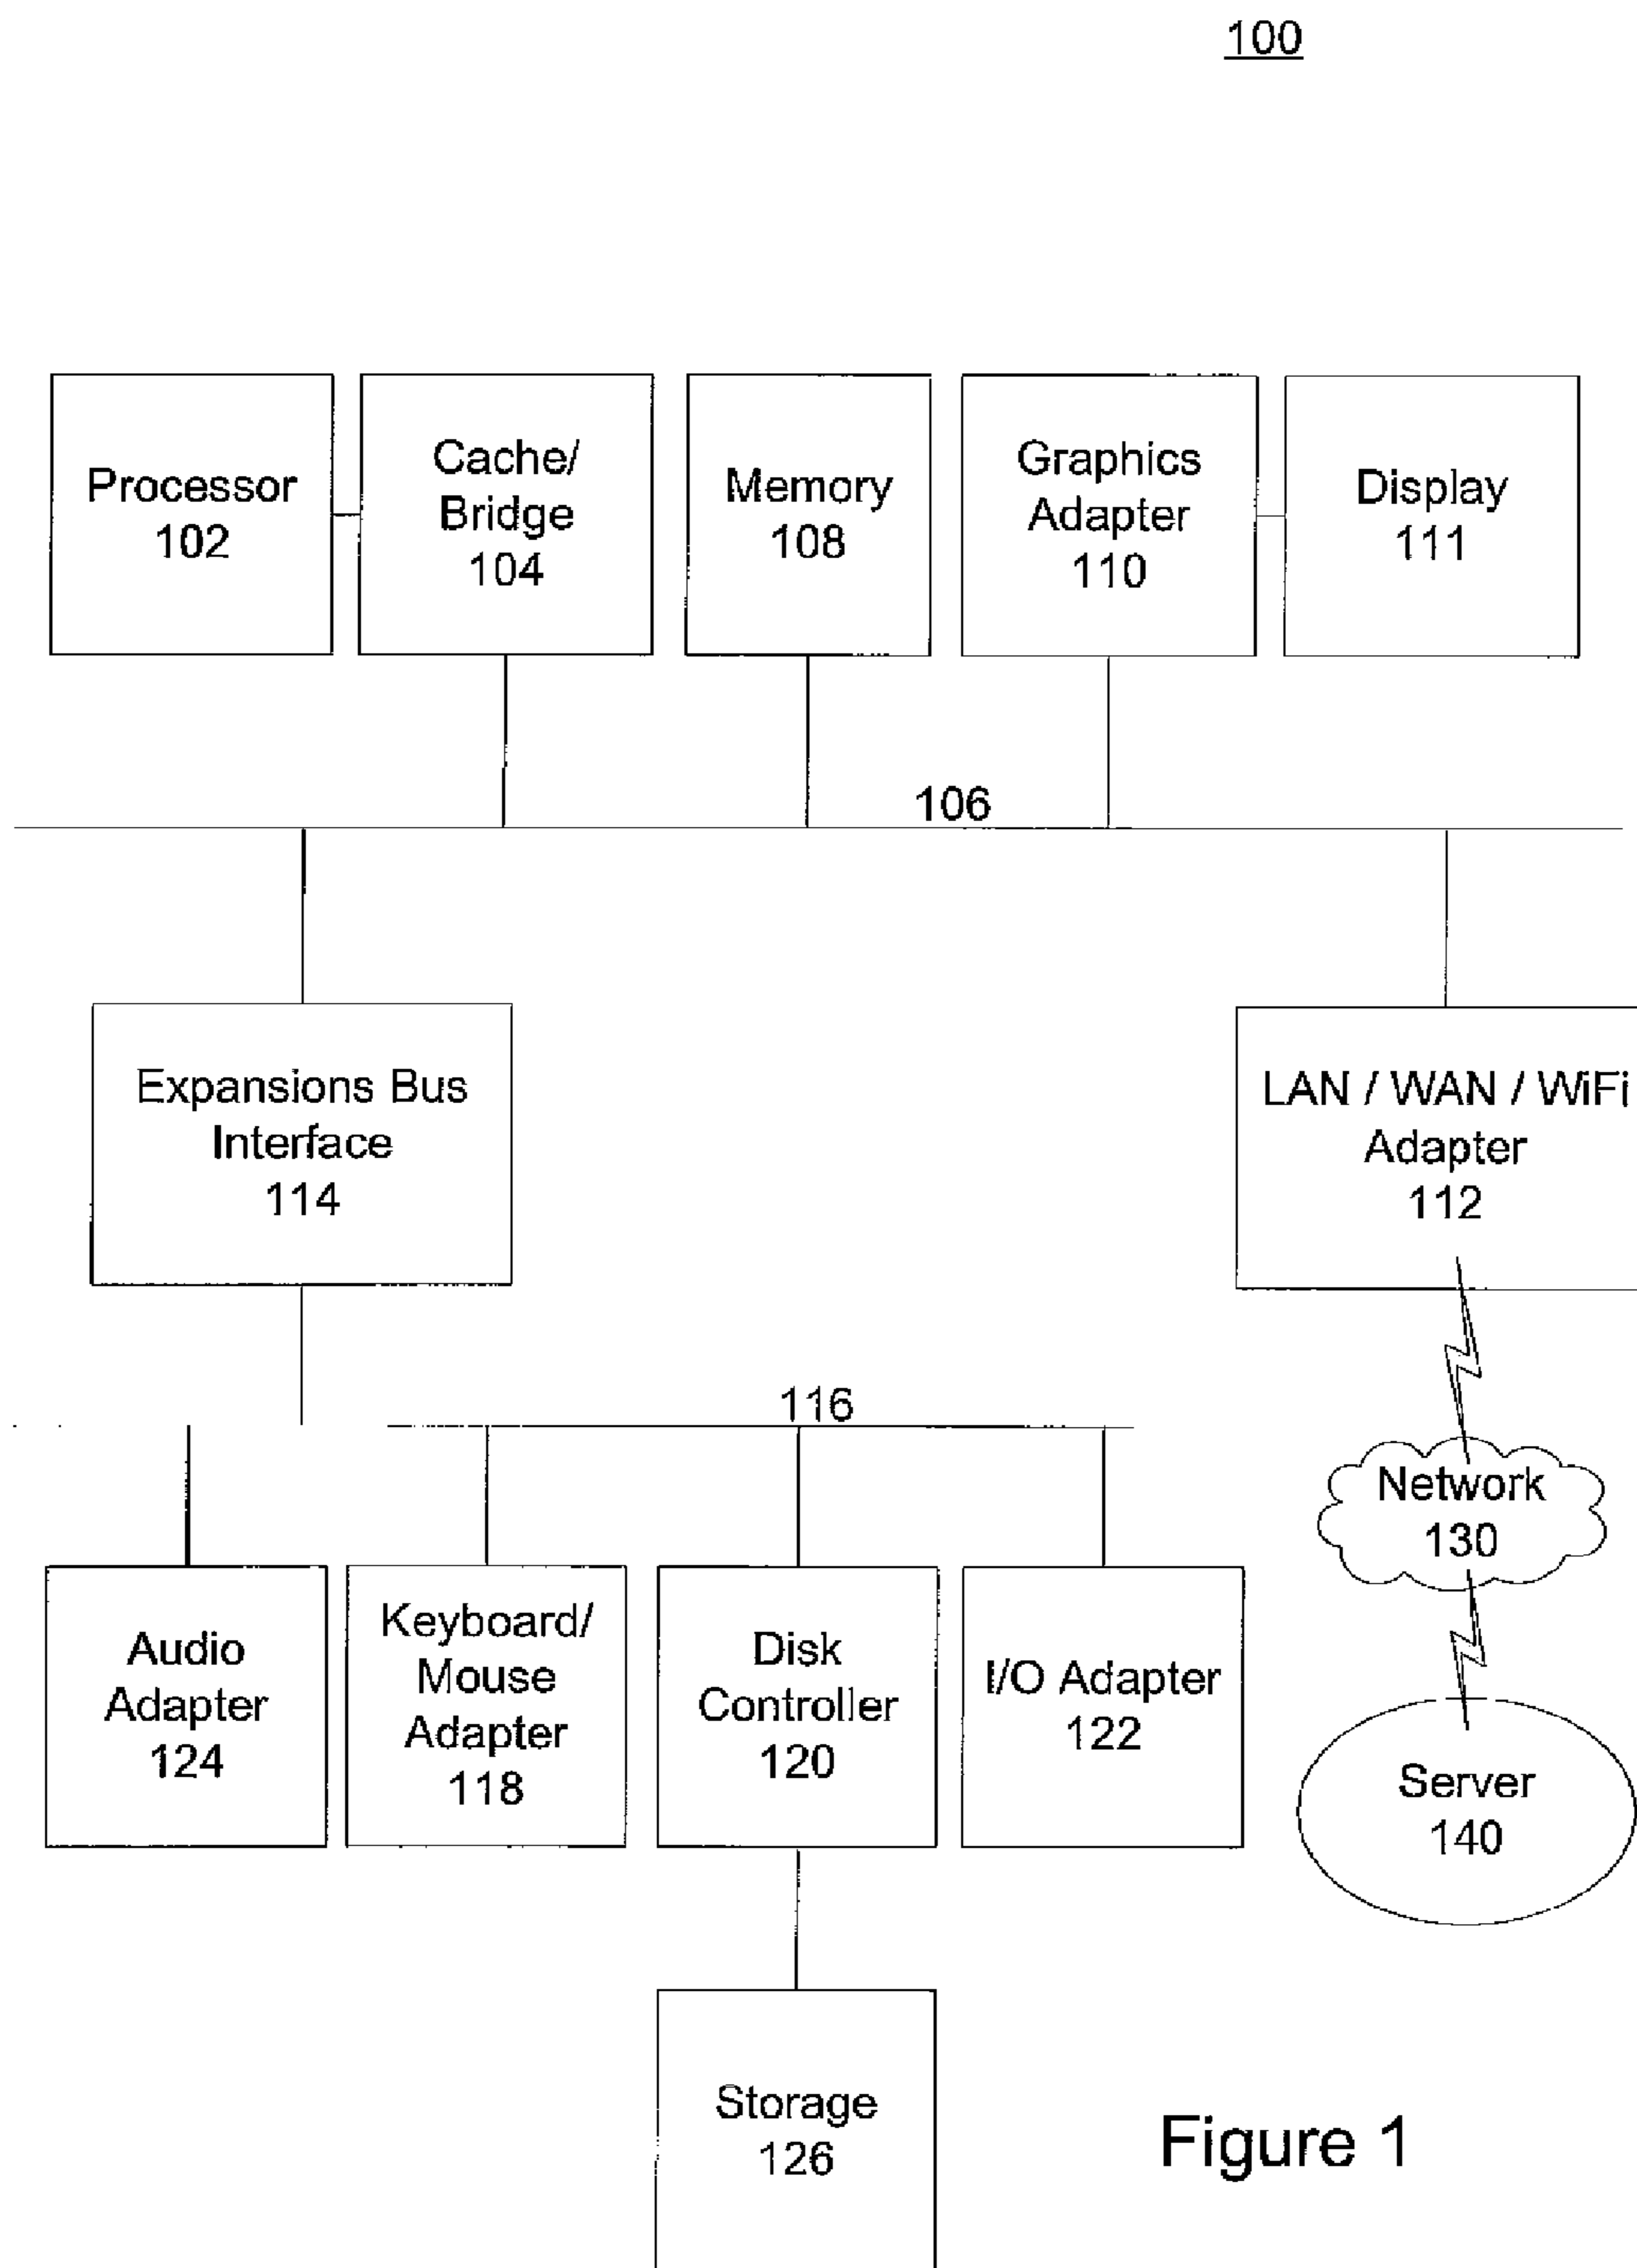 100
Processor
102
Cache/
Bridge
104
Memory
108
Graphics
Adapter
110
Display
111
106
Expansions Bus
Interface
114
LAN / WAN / WiFi
Adapter
112
116
Network
130
Audio
Adapter
124
Keyboard/
Mouse
Adapter
118
Disk
Controller
120
I/O Adapter
122
Server
140
Storage
126
Figure 1